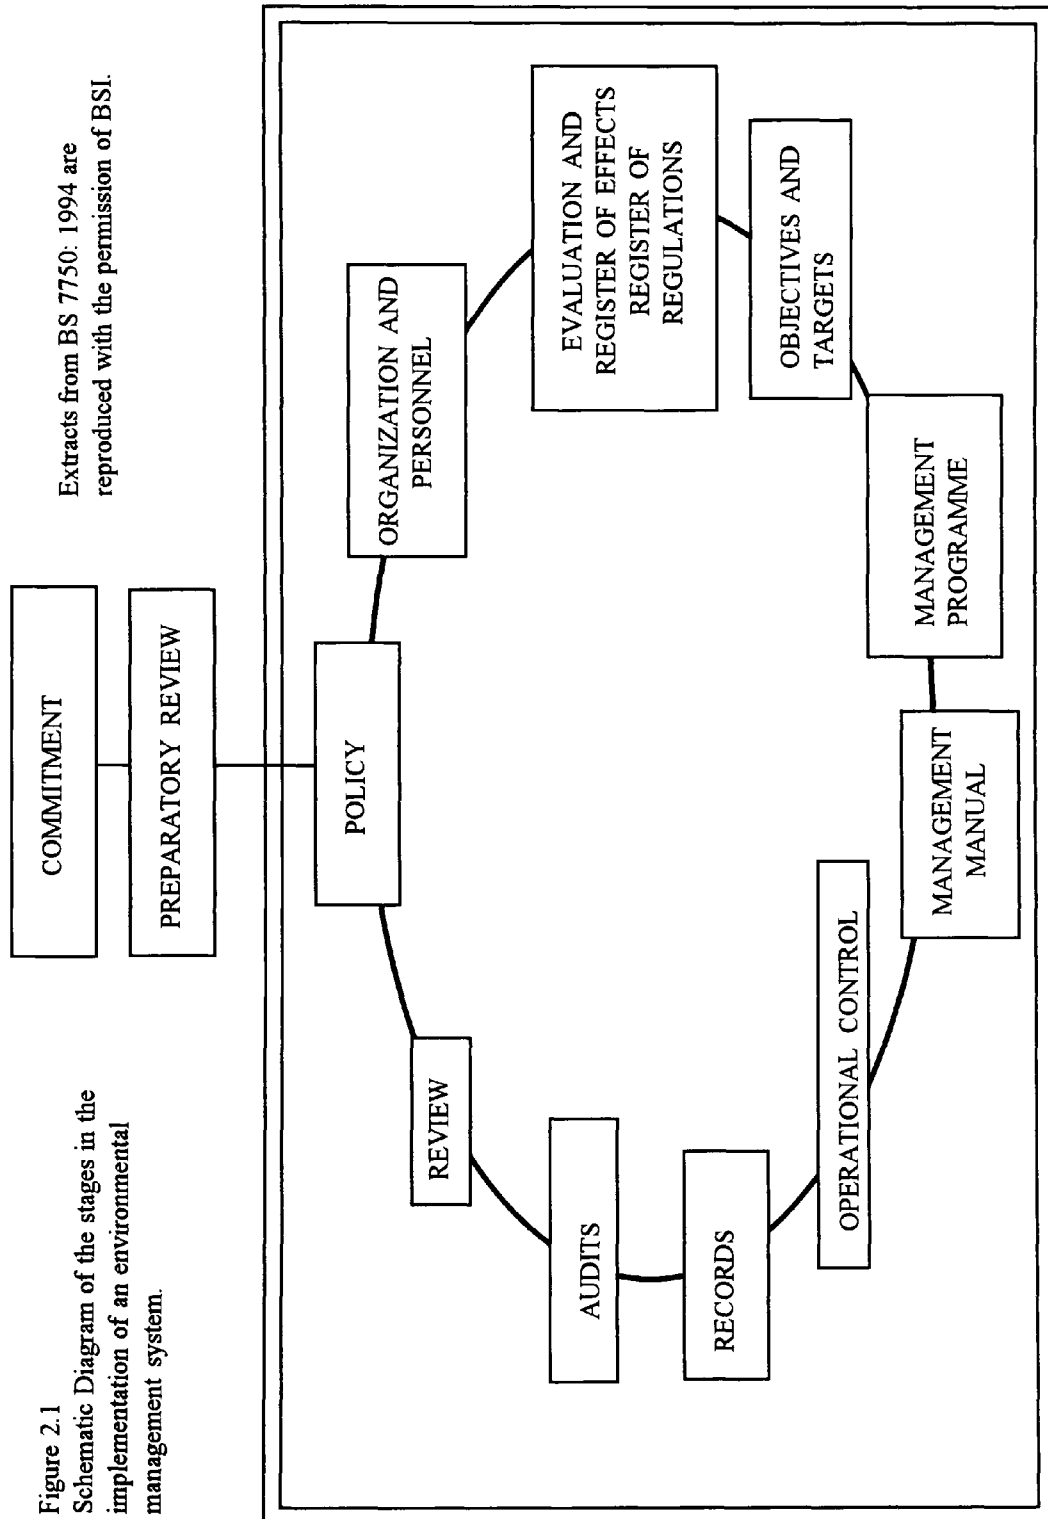 Figure 2.1
Schematic Diagram of the stages in the
implementation of an environmental
management system.
Extracts from BS 7750: 1994 are
reproduced with the permission of BSI.
COMMITMENT
PREPARATORY REVIEW
POLICY
ORGANIZATION AND
PERSONNEL
EVALUATION AND
REGISTER OF EFFECTS
REGISTER OF
REGULATIONS
OBJECTIVES AND
TARGETS
MANAGEMENT
PROGRAMME
MANAGEMENT
MANUAL
OPERATIONAL CONTROL
RECORDS
AUDITS
REVIEW